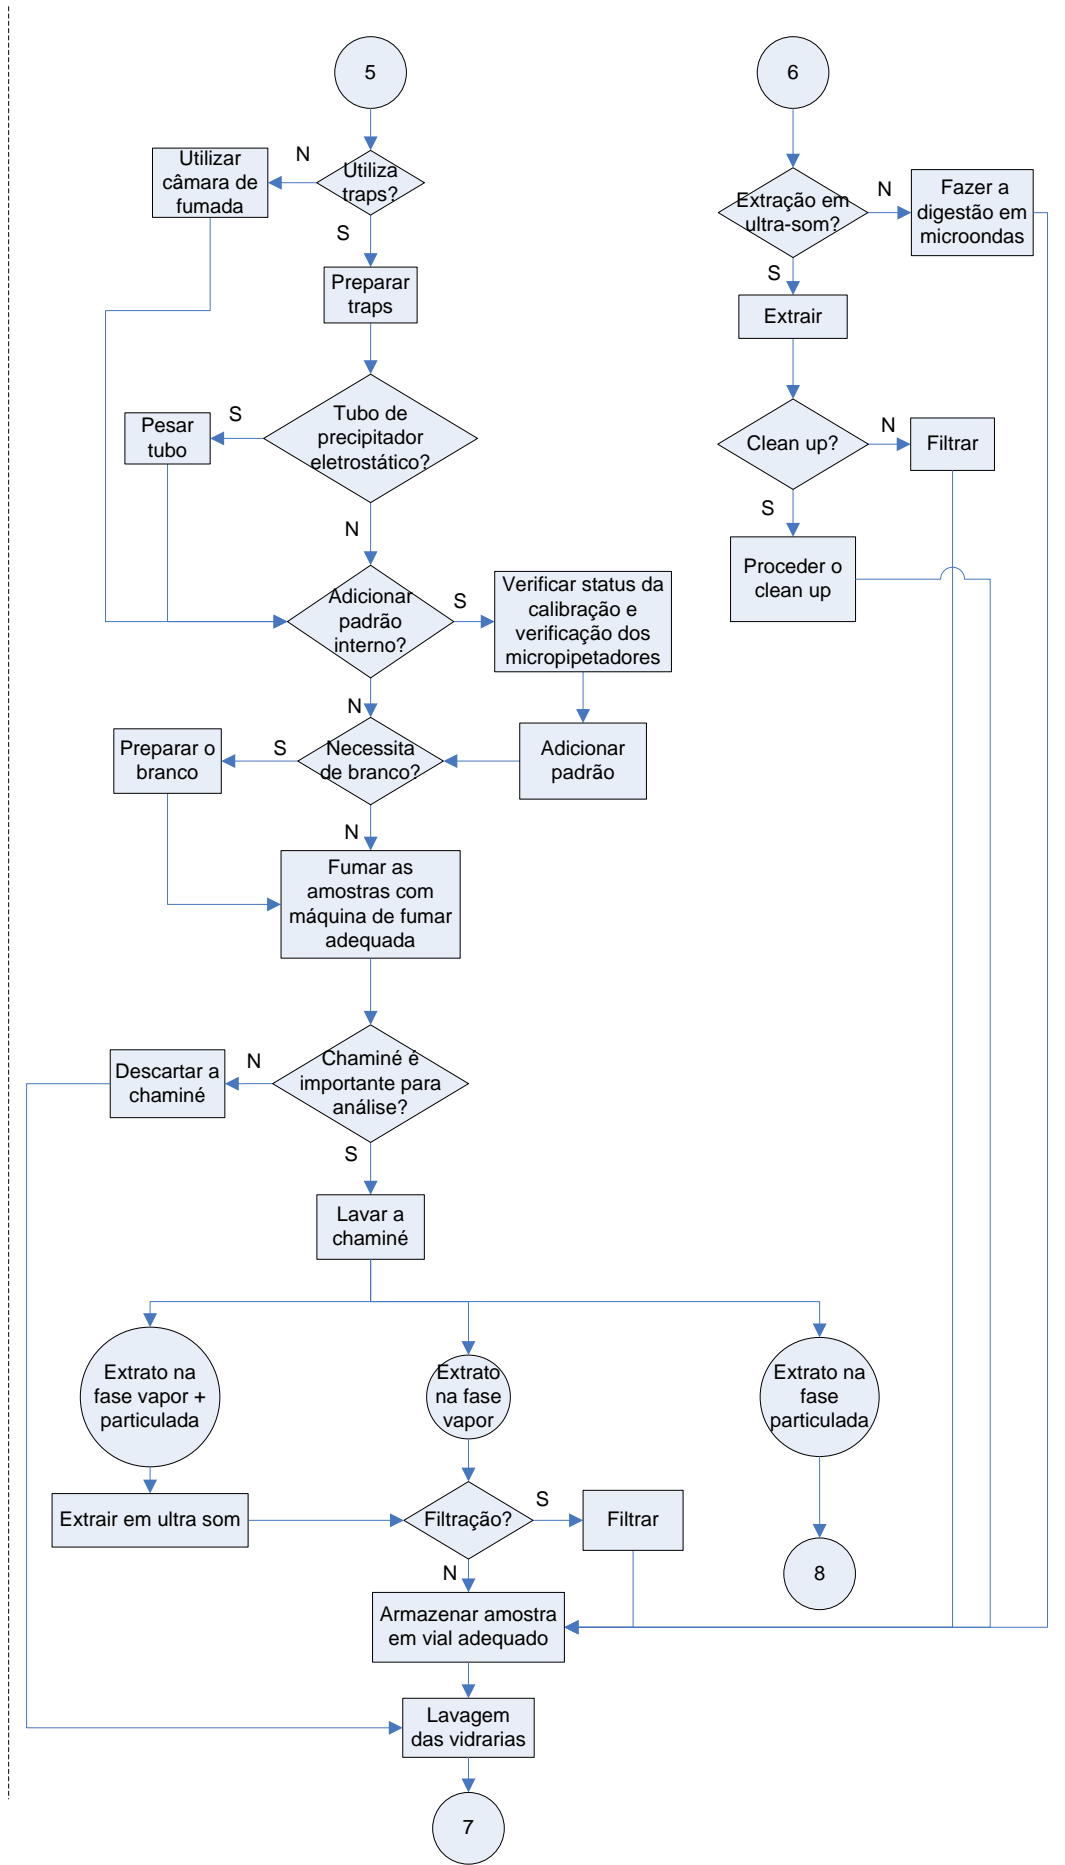 5
6
Utilizar
câmara de
fumada
N
Utiliza
traps?
S
Preparar
traps
Pesar
tubo
S
Tubo de
precipitador
eletrostático?
N
Adicionar
padrão
interno?
S
Verificar status da
calibração e
verificação dos
micropipetadores
N
Preparar o
branco
S
Necessita
de branco?
Adicionar
padrão
N
Fumar as
amostras com
máquina de fumar
adequada
Descartar a
chaminé
N
Chaminé é
importante para
análise?
S
Lavar a
chaminé
Extrato na
fase vapor +
particulada
Extrato
na fase
vapor
Extrato na
fase
particulada
Extrair em ultra som
Filtração?
S
Filtrar
8
N
Armazenar amostra
em vial adequado
Lavagem
das vidrarias
7
Extração em
ultra-som?
N
Fazer a
digestão em
microondas
S
Extrair
Clean up?
N
Filtrar
S
Proceder o
clean up